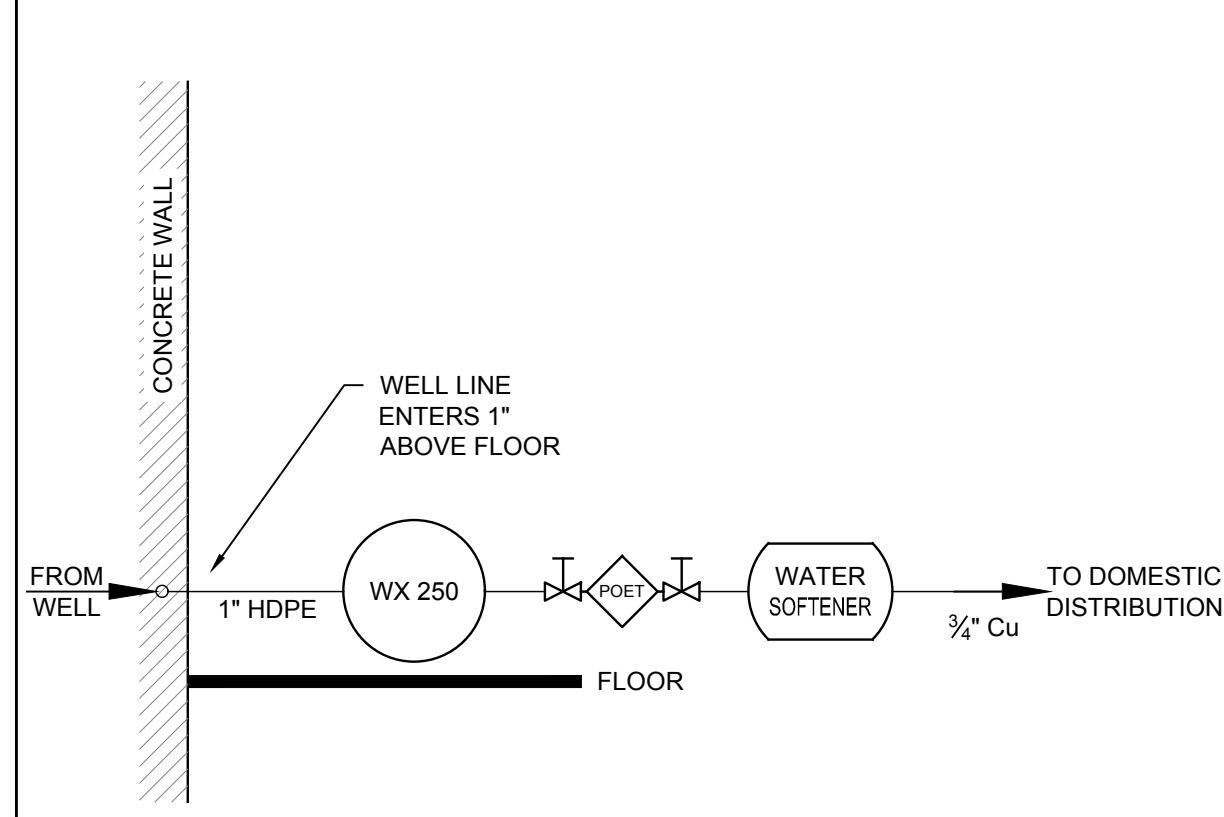 CONCRETE WALL
WELL LINE
ENTERS 1"
ABOVE FLOOR
FROM
WELL
1" HDPE
WX 250
POET
WATER
SOFTENER
¾" Cu
TO DOMESTIC
DISTRIBUTION
FLOOR